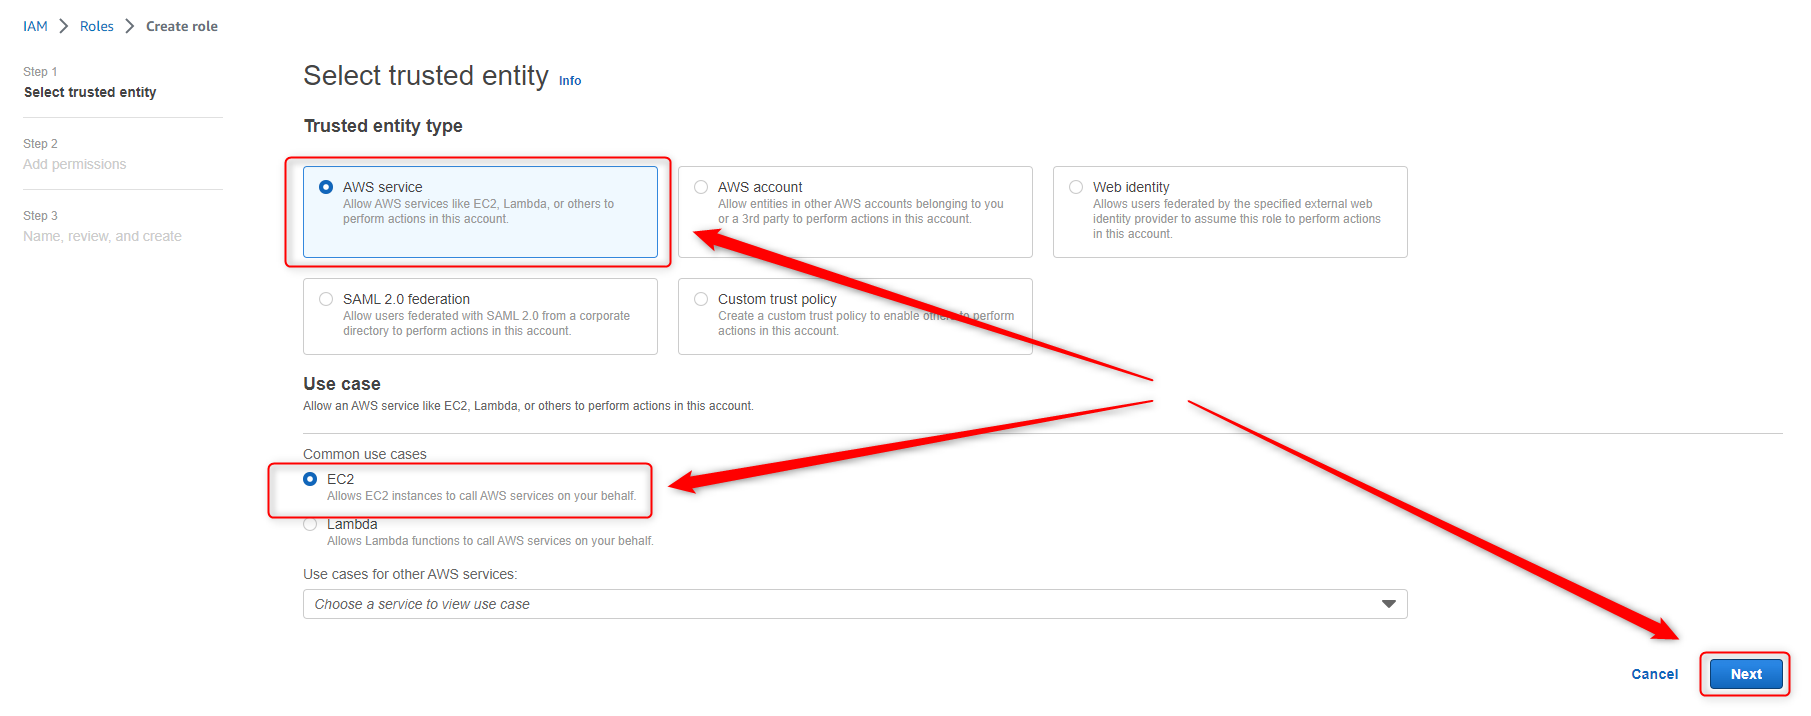 IAM > Roles > Create role
Step 1
Select trusted entity
Step 2
Add permissions
Step 3
Name, review, and create
Select trusted entity Info
Trusted entity type
AWS service
Allow AWS services like EC2, Lambda, or others to
perform actions in this account.
AWS account
Allow entities in other AWS accounts belonging to you
or a 3rd party to perform actions in this account.
Web identity
Allows users federated by the specified external web
identity provider to assume this role to perform actions
in this account.
SAML 2.0 federation
Allow users federated with SAML 2.0 from a corporate
directory to perform actions in this account.
Custom trust policy
Create a custom trust policy to enable others to perform
actions in this account.
Use case
Allow an AWS service like EC2, Lambda, or others to perform actions in this account.
Common use cases
EC2
Allows EC2 instances to call AWS services on your behalf.
Lambda
Allows Lambda functions to call AWS services on your behalf.
Use cases for other AWS services:
Choose a service to view use case
Cancel
Next